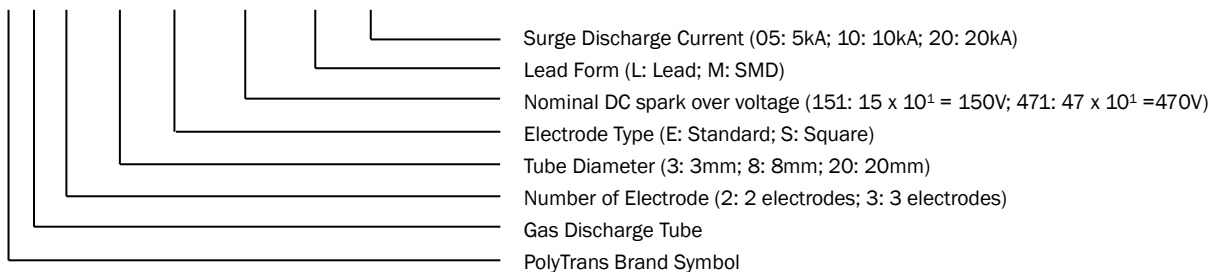 Surge Discharge Current (05: 5kA; 10: 10kA; 20: 20kA)
Lead Form (L: Lead; M: SMD)
Nominal DC spark over voltage (151: 15 x 10¹ = 150V; 471: 47 x 10¹ =470V)
Electrode Type (E: Standard; S: Square)
Tube Diameter (3: 3mm; 8: 8mm; 20: 20mm)
Number of Electrode (2: 2 electrodes; 3: 3 electrodes)
Gas Discharge Tube
PolyTrans Brand Symbol